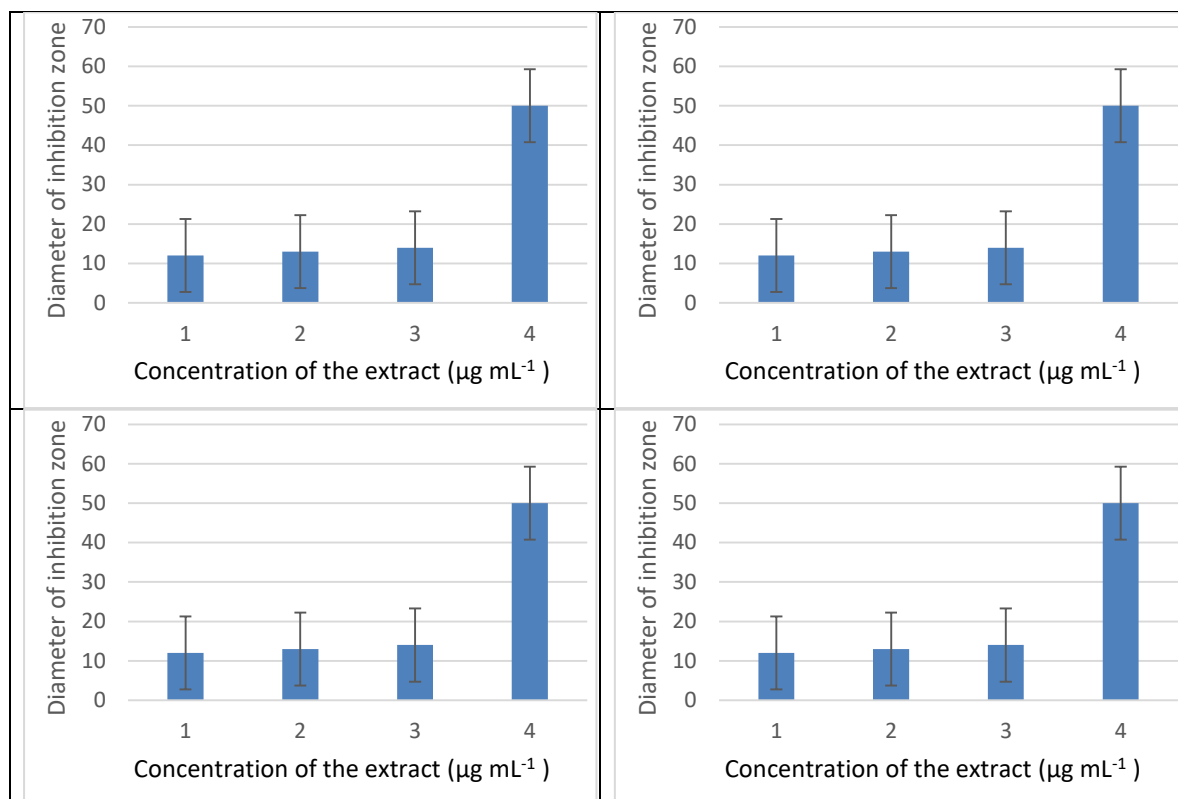 Diameter of inhibition zone
70
60
50
40
30
20
10
0
1 2 3 4
Concentration of the extract (µg mL⁻¹ )
Diameter of inhibition zone
70
60
50
40
30
20
10
0
1 2 3 4
Concentration of the extract (µg mL⁻¹ )
Diameter of inhibition zone
70
60
50
40
30
20
10
0
1 2 3 4
Concentration of the extract (µg mL⁻¹ )
Diameter of inhibition zone
70
60
50
40
30
20
10
0
1 2 3 4
Concentration of the extract (µg mL⁻¹ )